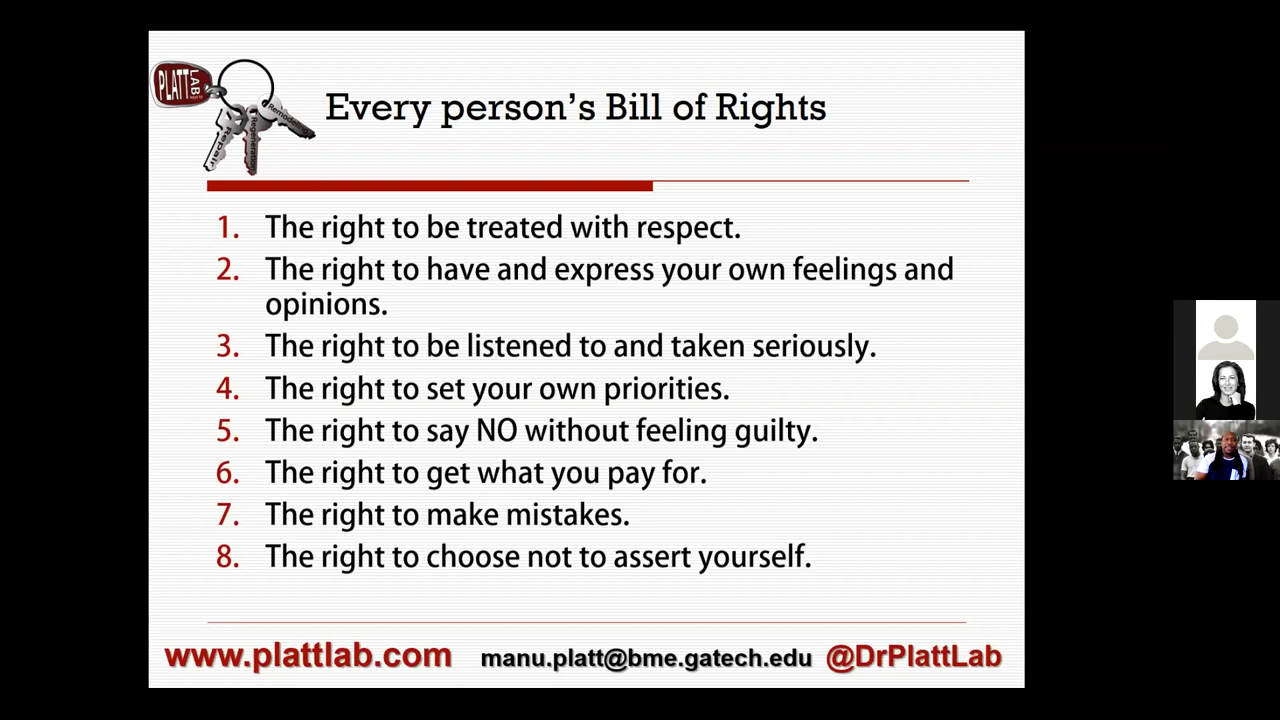 PLATT LAB
Repair
Regeneration
Every person's Bill of Rights
1. The right to be treated with respect.
2. The right to have and express your own feelings and
opinions.
3. The right to be listened to and taken seriously.
4. The right to set your own priorities.
5. The right to say NO without feeling guilty.
6. The right to get what you pay for.
7. The right to make mistakes.
8. The right to choose not to assert yourself.
www.plattlab.com manu.platt@bme.gatech.edu @DrPlattLab